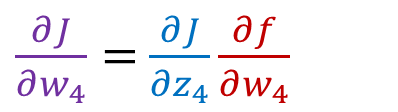 ∂J/∂w₄ = ∂J/∂z₄ ∂f/∂w₄